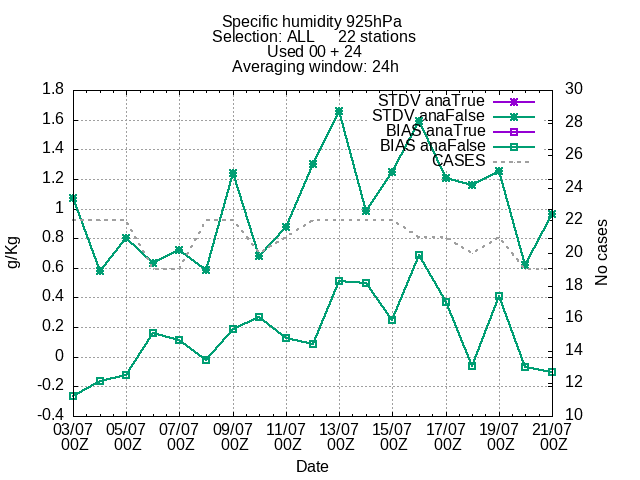 Specific humidity 925hPa
Selection: ALL 22 stations
Used 00 + 24
Averaging window: 24h
STDV anaTrue
STDV anaFalse
BIAS anaTrue
BIAS anaFalse
CASES
g/Kg
1.8
1.6
1.4
1.2
1
0.8
0.6
0.4
0.2
0
-0.2
-0.4
No cases
30
28
26
24
22
20
18
16
14
12
10
03/07 05/07 07/07 09/07 11/07 13/07 15/07 17/07 19/07 21/07
00Z 00Z 00Z 00Z 00Z 00Z 00Z 00Z 00Z 00Z
Date